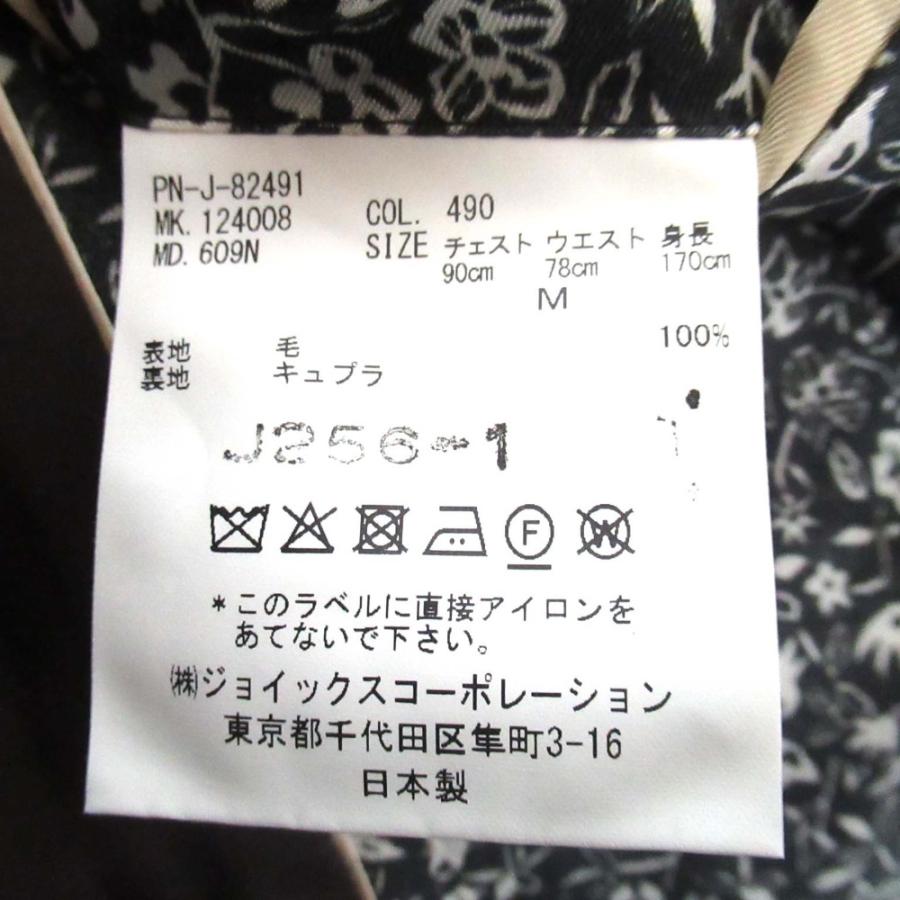 PN-J-82491
MK. 124008
MD. 609N
COL. 490
SIZE チェスト ウエスト 身長
90cm 78cm 170cm
M
表地 毛 100%
裏地 キュプラ
J256-1
F
W
*このラベルに直接アイロンを
あてないで下さい。
㈱ジョイックスコーポレーション
東京都千代田区隼町3-16
日本製